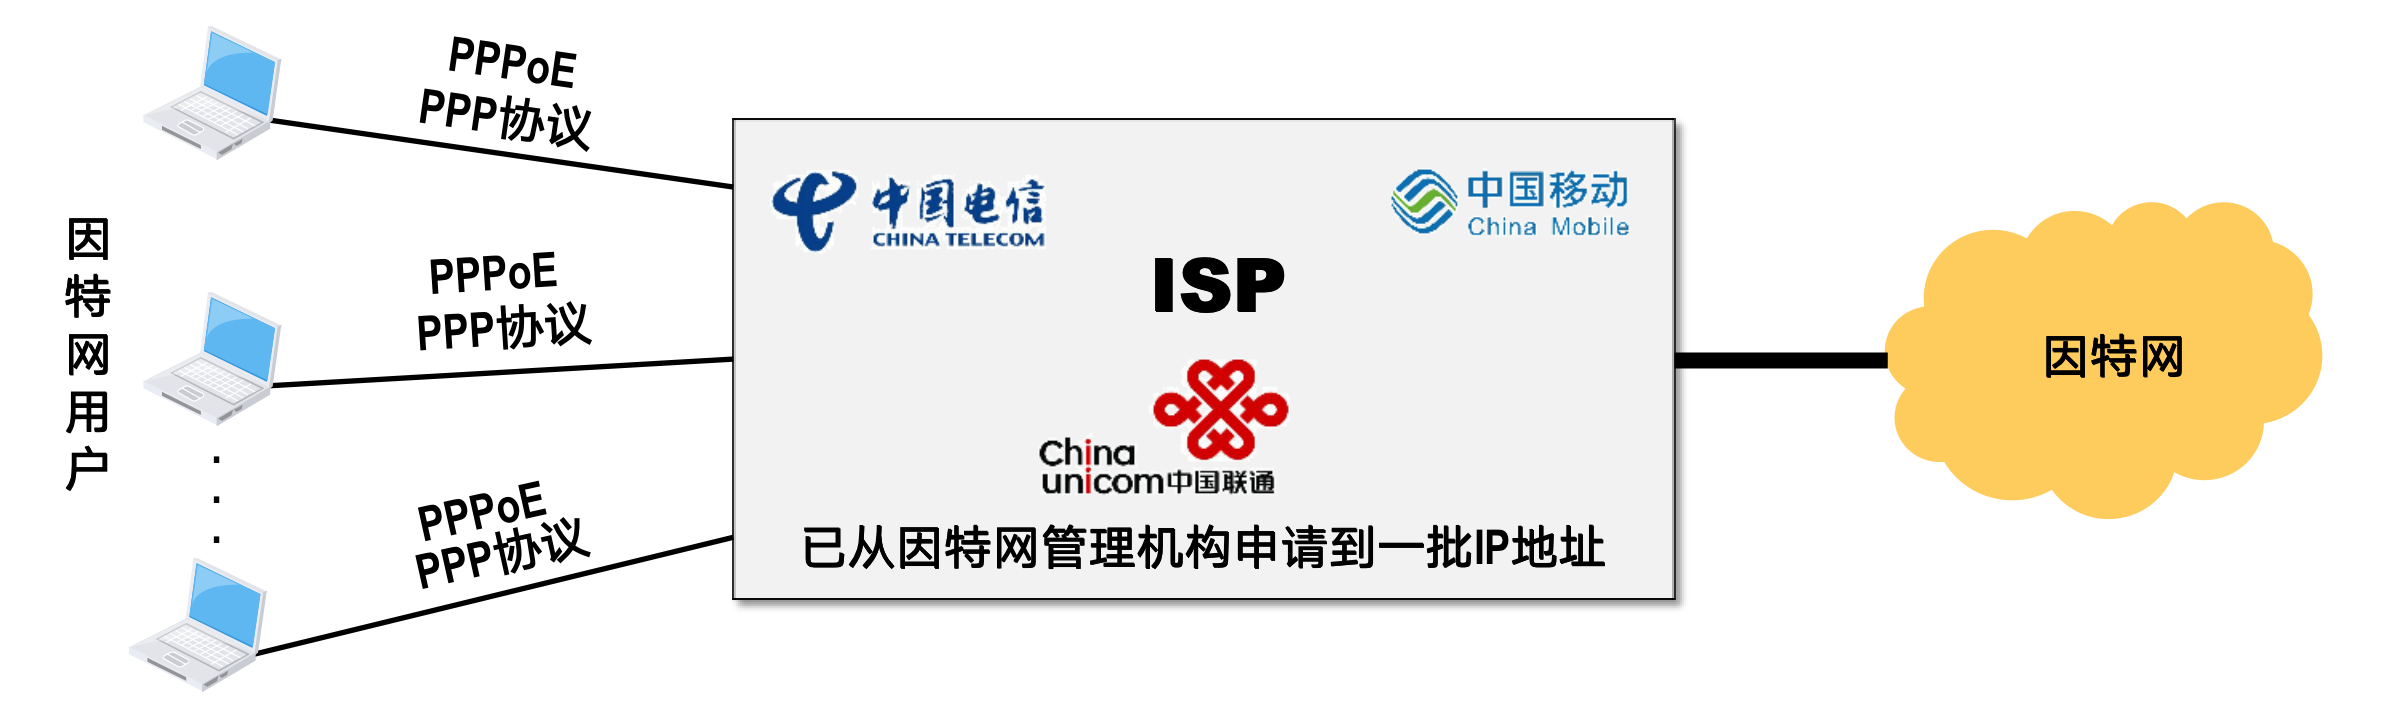 因特网用户
PPPoE
PPP协议
PPPoE
PPP协议
PPPoE
PPP协议
中国电信
CHINA TELECOM
中国移动
China Mobile
ISP
China
unicom中国联通
已从因特网管理机构申请到一批IP地址
因特网